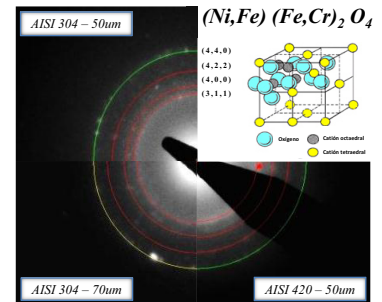 AISI 304 – 50um
(Ni,Fe) (Fe,Cr)₂ O₄
(4,4,0)
(4,2,2)
(4,0,0)
(3,1,1)
Oxígeno
Catión octaedral
Catión tetraedral
AISI 304 – 70um
AISI 420 – 50um